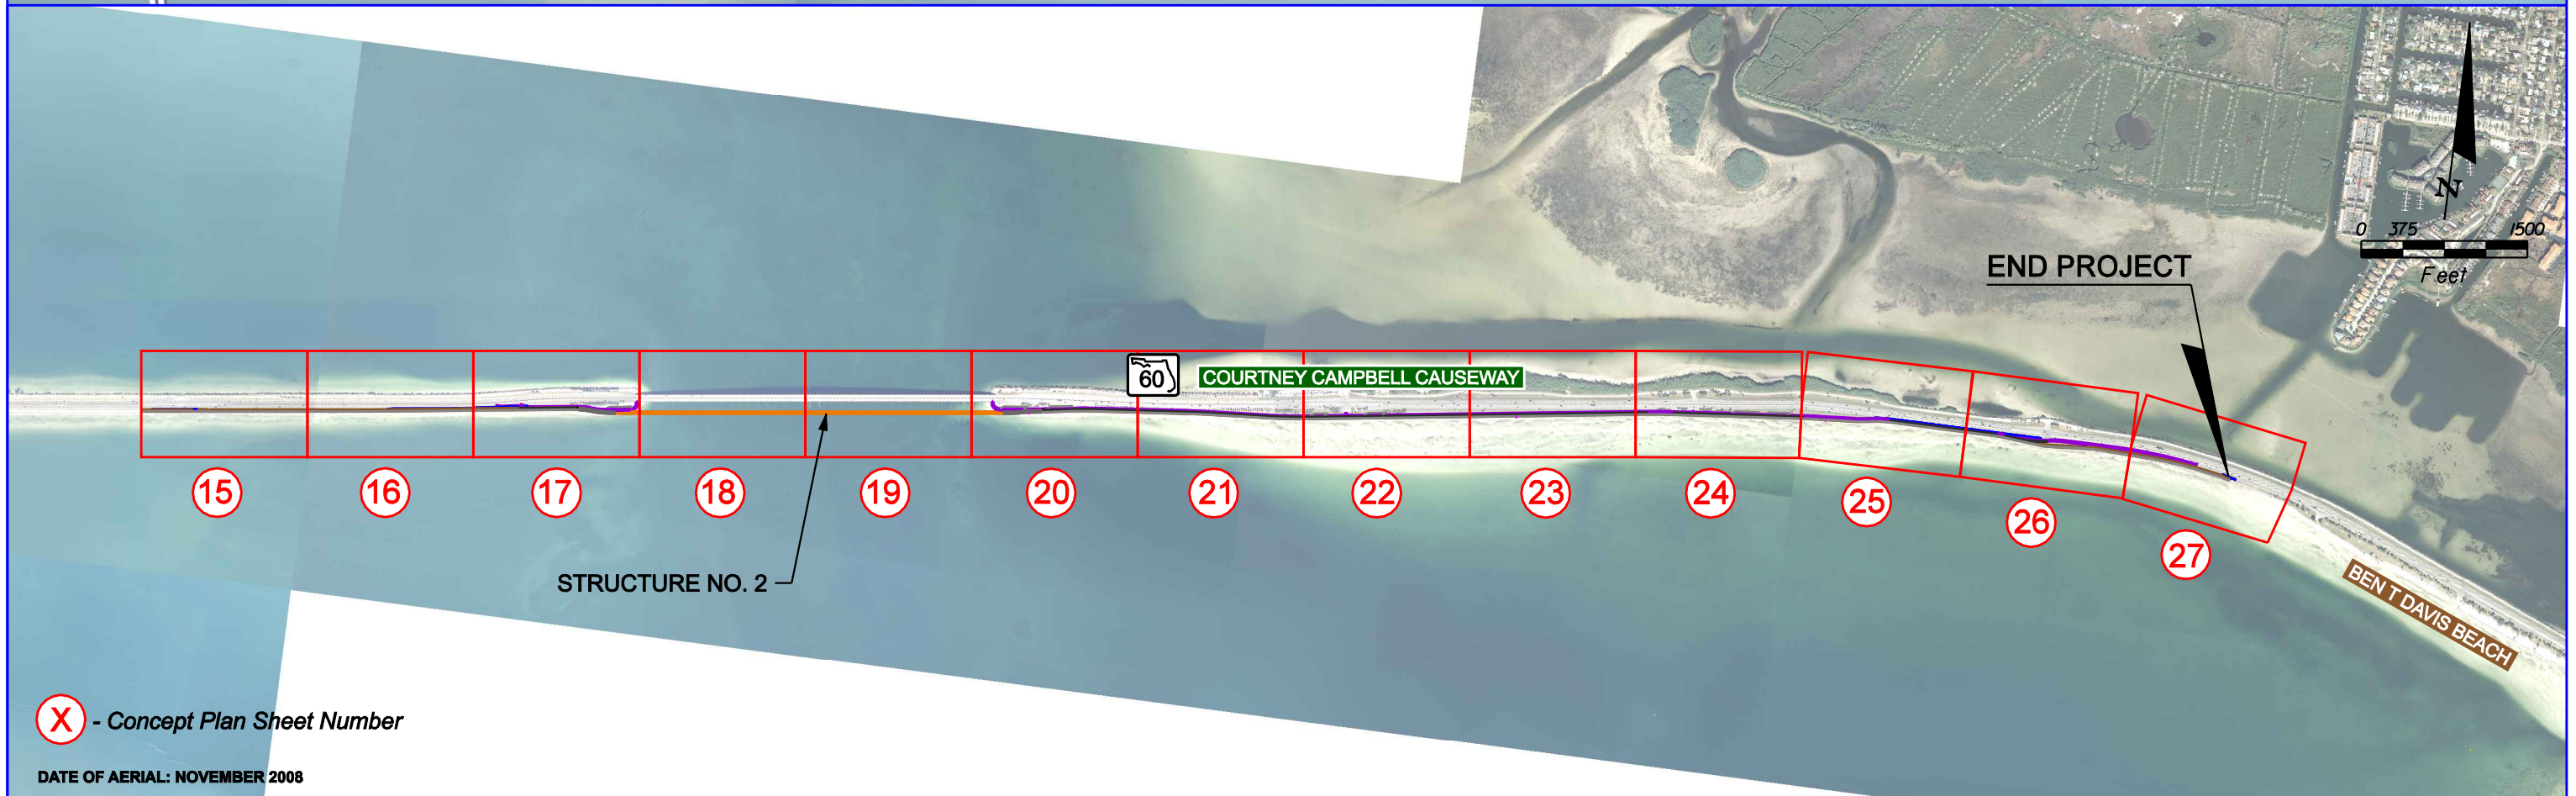 N
0 375 1500
Feet
END PROJECT
60
COURTNEY CAMPBELL CAUSEWAY
15 16 17 18 19 20 21 22 23 24 25 26 27
STRUCTURE NO. 2
BEN T DAVIS BEACH
X - Concept Plan Sheet Number
DATE OF AERIAL: NOVEMBER 2008